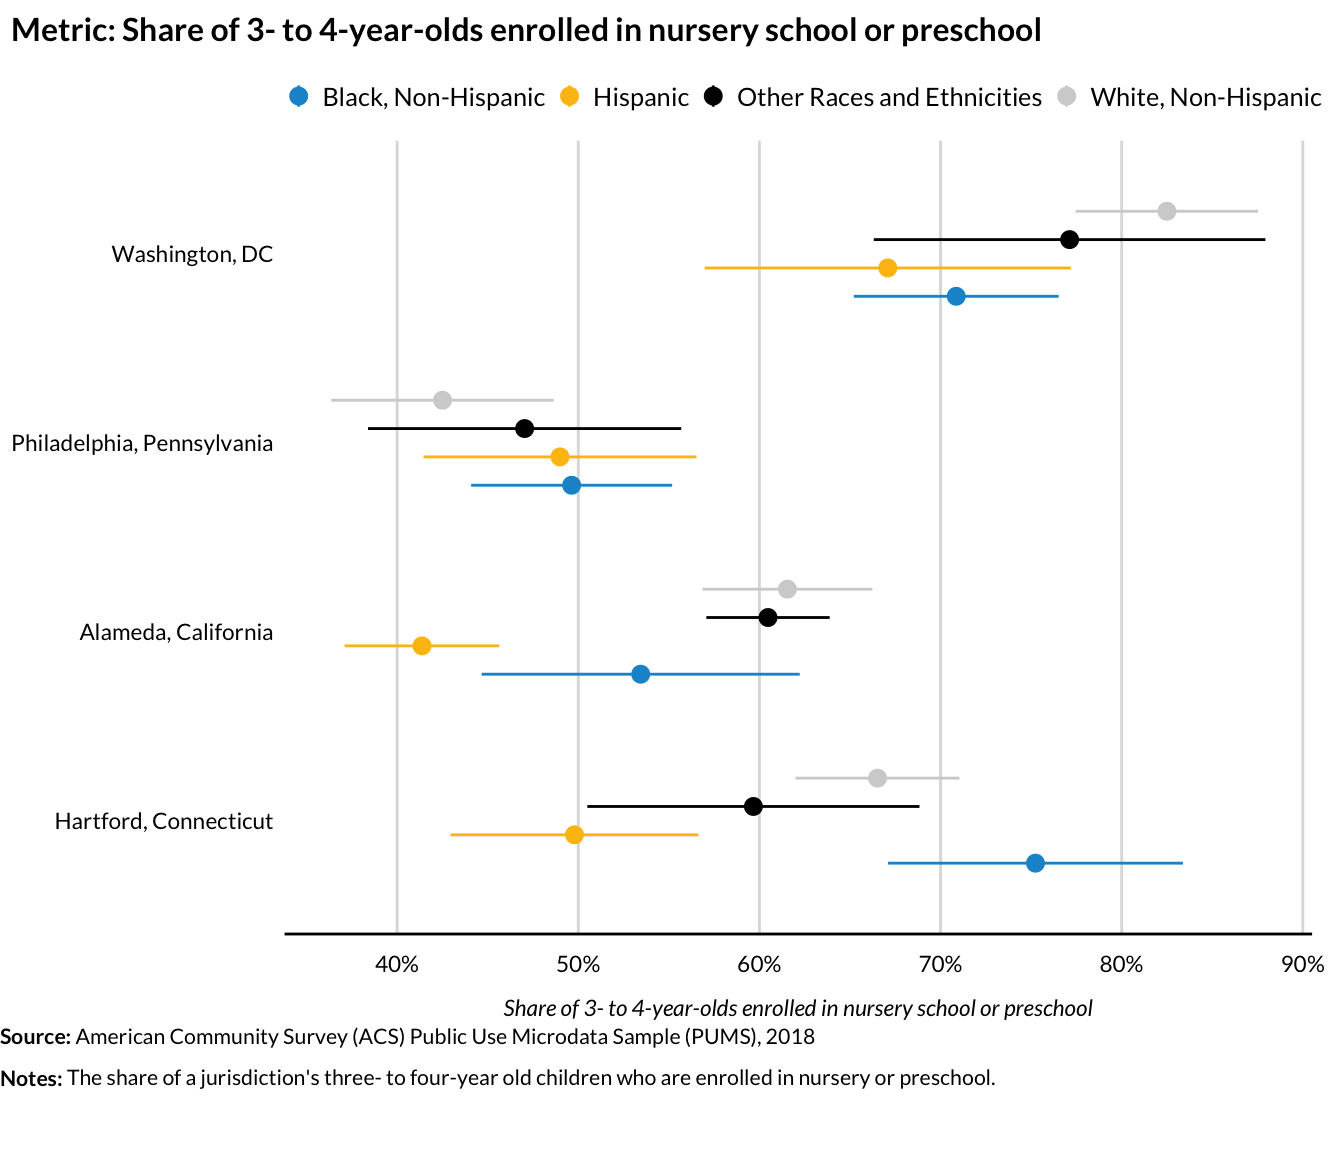 Metric: Share of 3- to 4-year-olds enrolled in nursery school or preschool
Black, Non-Hispanic Hispanic Other Races and Ethnicities White, Non-Hispanic
Washington, DC
Philadelphia, Pennsylvania
Alameda, California
Hartford, Connecticut
40% 50% 60% 70% 80% 90%
Share of 3- to 4-year-olds enrolled in nursery school or preschool
Source: American Community Survey (ACS) Public Use Microdata Sample (PUMS), 2018
Notes: The share of a jurisdiction's three- to four-year old children who are enrolled in nursery or preschool.